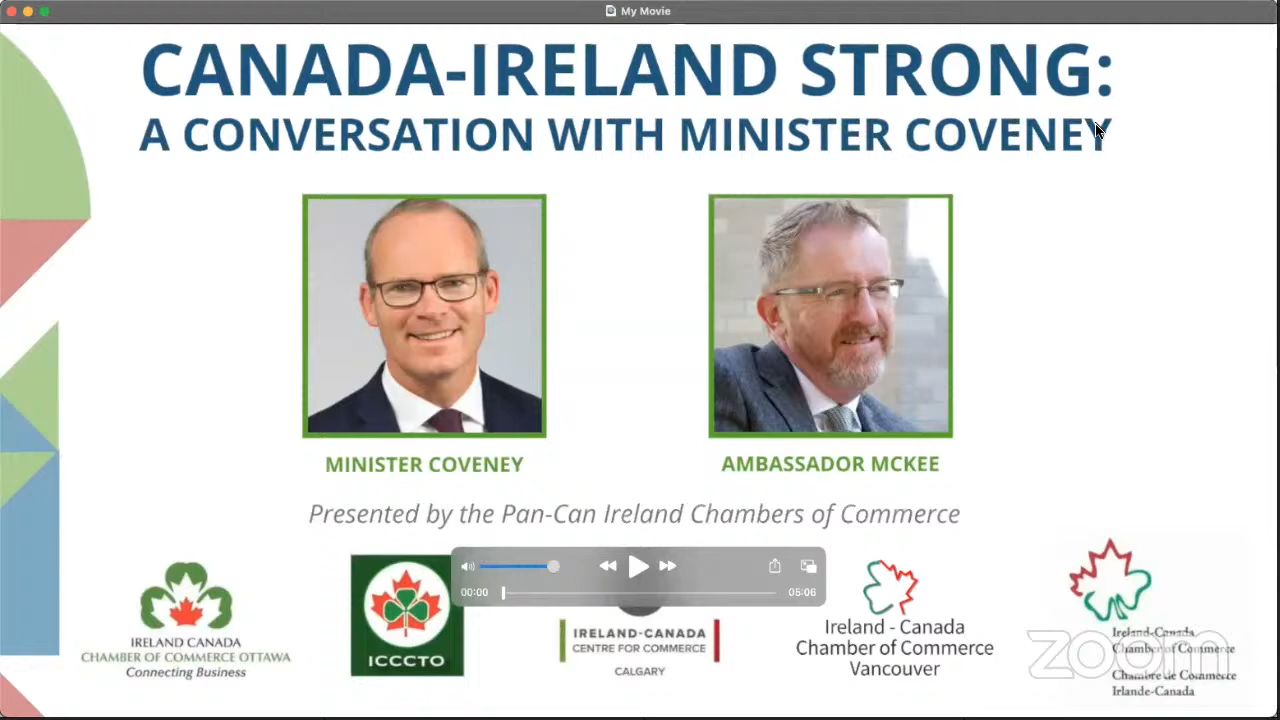 My Movie
CANADA-IRELAND STRONG:
A CONVERSATION WITH MINISTER COVENEY
MINISTER COVENEY
AMBASSADOR MCKEE
Presented by the Pan-Can Ireland Chambers of Commerce
00:00
05:06
IRELAND CANADA
CHAMBER OF COMMERCE OTTAWA
Connecting Business
ICCCTO
IRELAND-CANADA
CENTRE FOR COMMERCE
CALGARY
Ireland - Canada
Chamber of Commerce
Vancouver
Ireland-Canada
Chamber of Commerce
Chambre de Commerce
Irlande-Canada
zoom